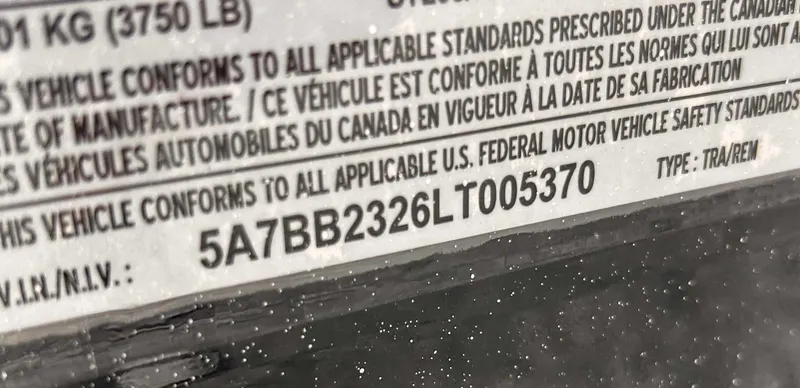 01 KG (3750 LB)
S VEHICLE CONFORMS TO ALL APPLICABLE STANDARDS PRESCRIBED UNDER THE CANADIAN
TE OF MANUFACTURE. / CE VÉHICULE EST CONFORME À TOUTES LES NORMES QUI LUI SONT A
ES VÉHICULES AUTOMOBILES DU CANADA EN VIGUEUR À LA DATE DE SA FABRICATION
HIS VEHICLE CONFORMS TO ALL APPLICABLE U.S. FEDERAL MOTOR VEHICLE SAFETY STANDARDS
V.I.N./N.I.V.: 5A7BB2326LT005370 TYPE : TRA/REM